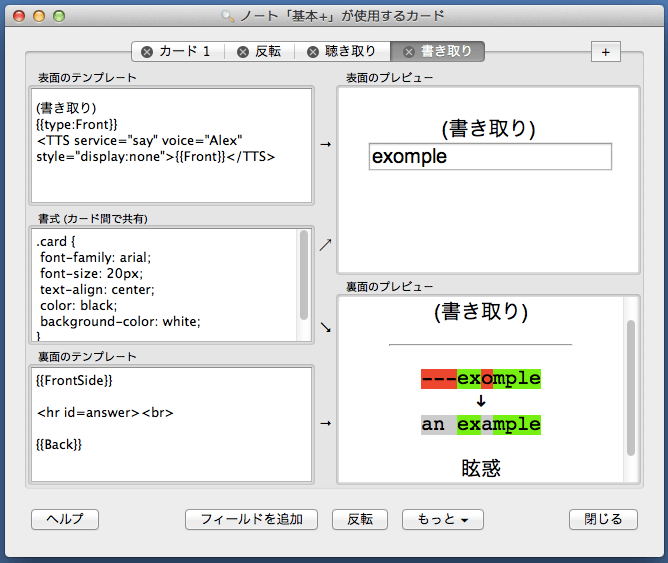 ノート「基本+」が使用するカード
カード 1
反転
聴き取り
書き取り
+
表面のテンプレート
(書き取り)
{{type:Front}}
<TTS service="say" voice="Alex"
style="display:none">{{Front}}</TTS>
→
表面のプレビュー
(書き取り)
exomple
書式 (カード間で共有)
.card {
font-family: arial;
font-size: 20px;
text-align: center;
color: black;
background-color: white;
}
↗
↘
裏面のテンプレート
{{FrontSide}}
<hr id=answer><br>
{{Back}}
→
裏面のプレビュー
(書き取り)
---exomple
↓
an example
眩惑
ヘルプ
フィールドを追加
反転
もっと
閉じる